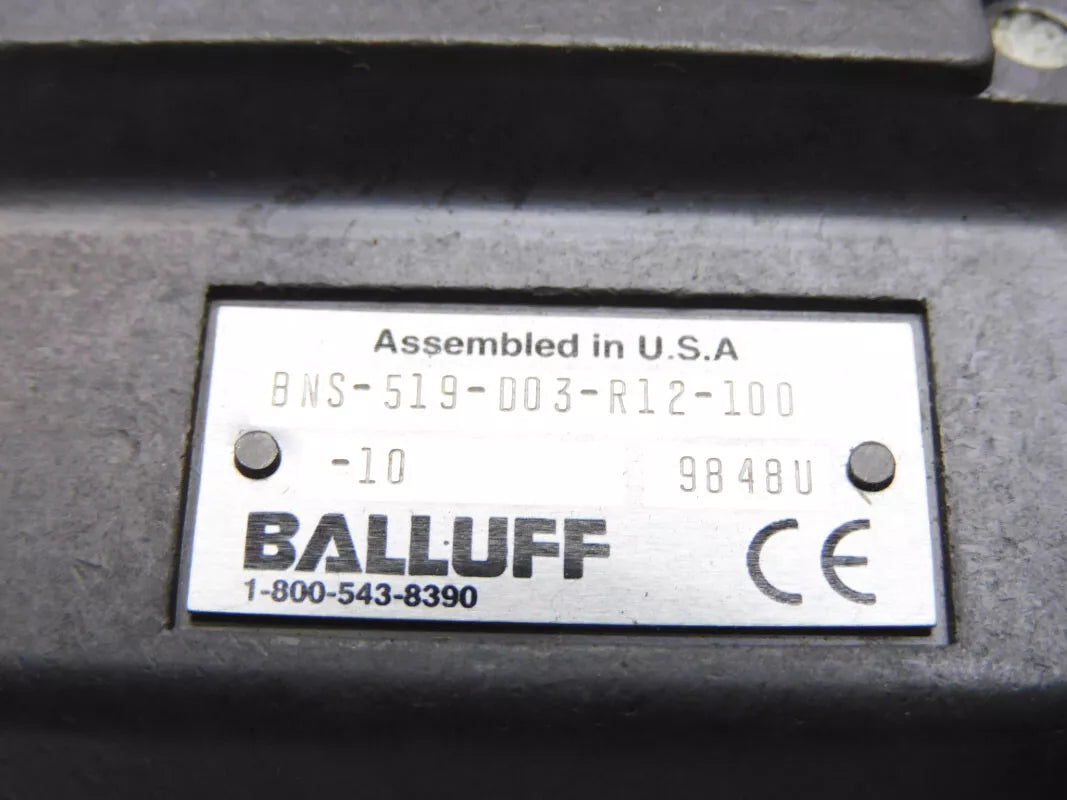 Assembled in U.S.A
BNS-519-D03-R12-100
-10 9848U
BALLUFF
1-800-543-8390
CE